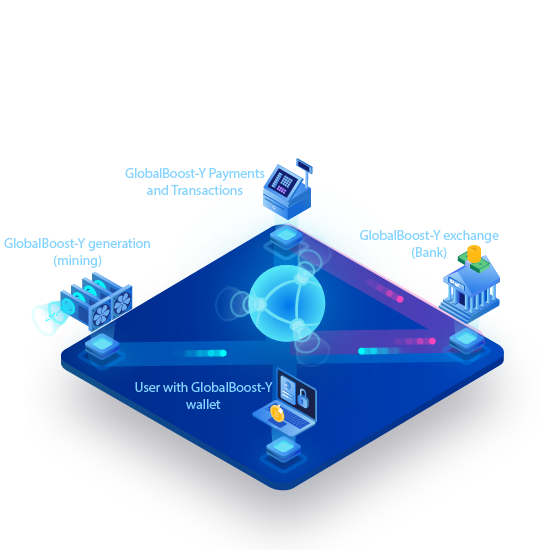 GlobalBoost-Y Payments
and Transactions
GlobalBoost-Y generation
(mining)
GlobalBoost-Y exchange
(Bank)
User with GlobalBoost-Y
wallet